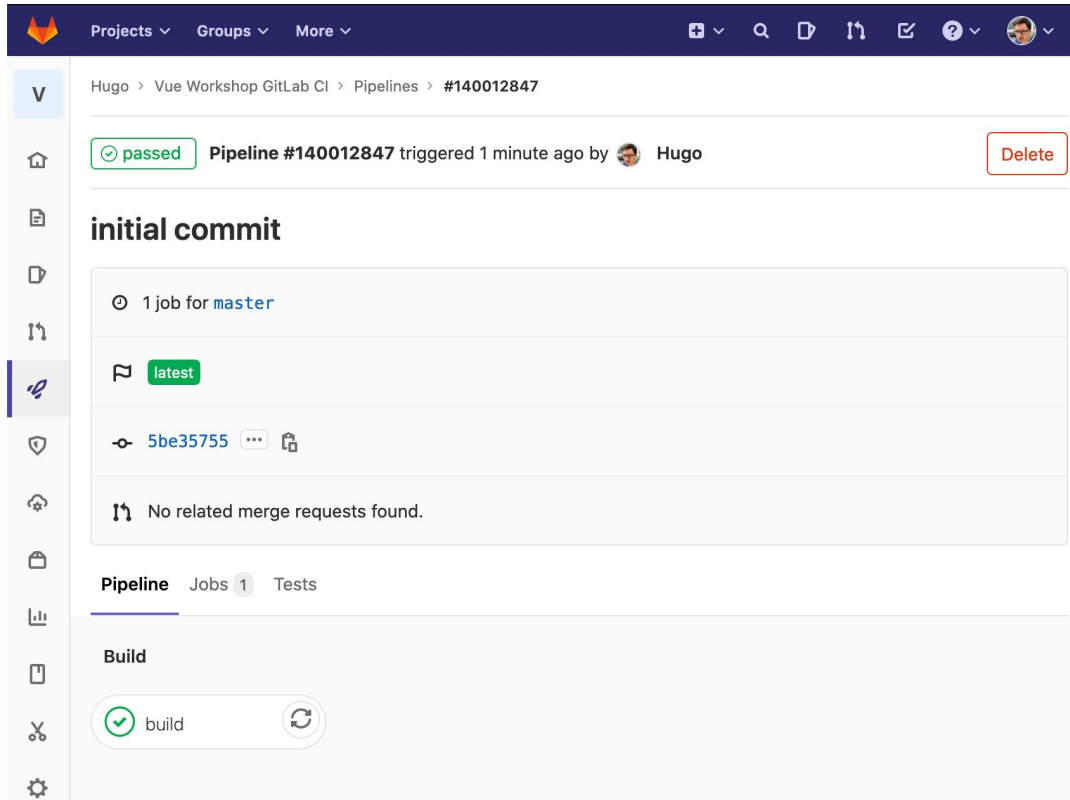 Projects Groups More
V
Hugo > Vue Workshop GitLab CI > Pipelines > #140012847
passed Pipeline #140012847 triggered 1 minute ago by Hugo Delete
initial commit
1 job for master
latest
5be35755 ...
No related merge requests found.
Pipeline Jobs 1 Tests
Build
build